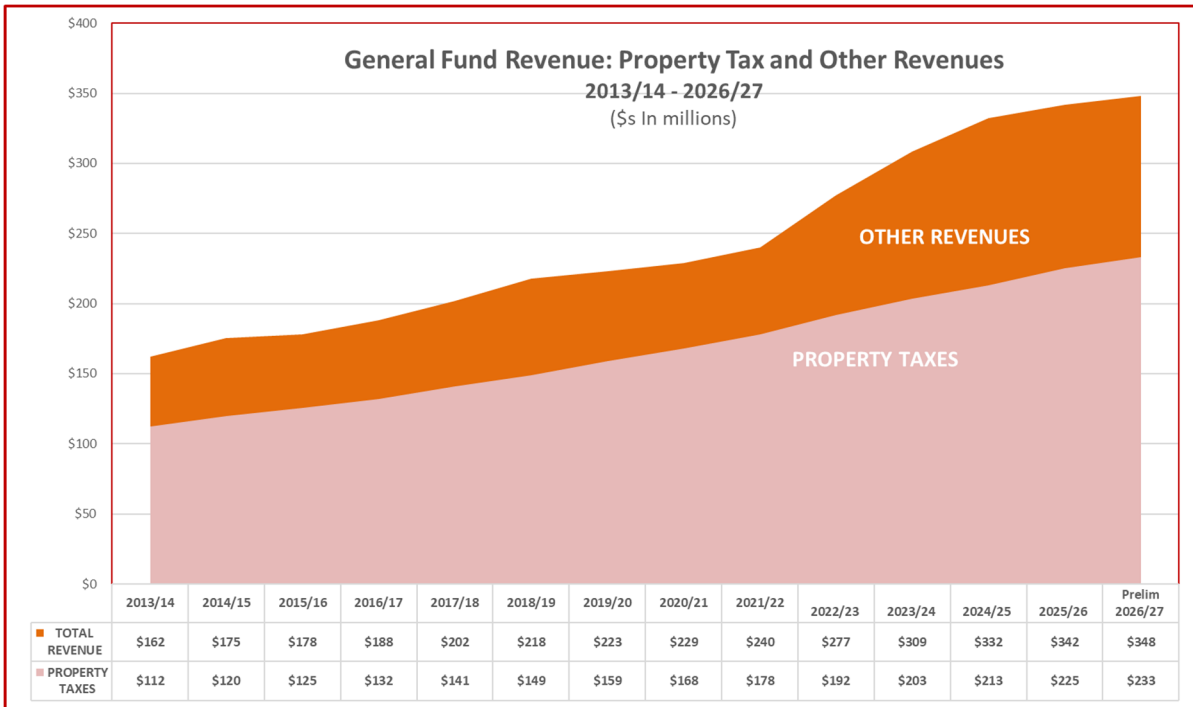 General Fund Revenue: Property Tax and Other Revenues
2013/14 - 2026/27
($s In millions)
$400
$350
$300
$250
$200
$150
$100
$50
$0
OTHER REVENUES
PROPERTY TAXES
2013/14 2014/15 2015/16 2016/17 2017/18 2018/19 2019/20 2020/21 2021/22 2022/23 2023/24 2024/25 2025/26 Prelim
2026/27
TOTAL
REVENUE $162 $175 $178 $188 $202 $218 $223 $229 $240 $277 $309 $332 $342 $348
PROPERTY
TAXES $112 $120 $125 $132 $141 $149 $159 $168 $178 $192 $203 $213 $225 $233